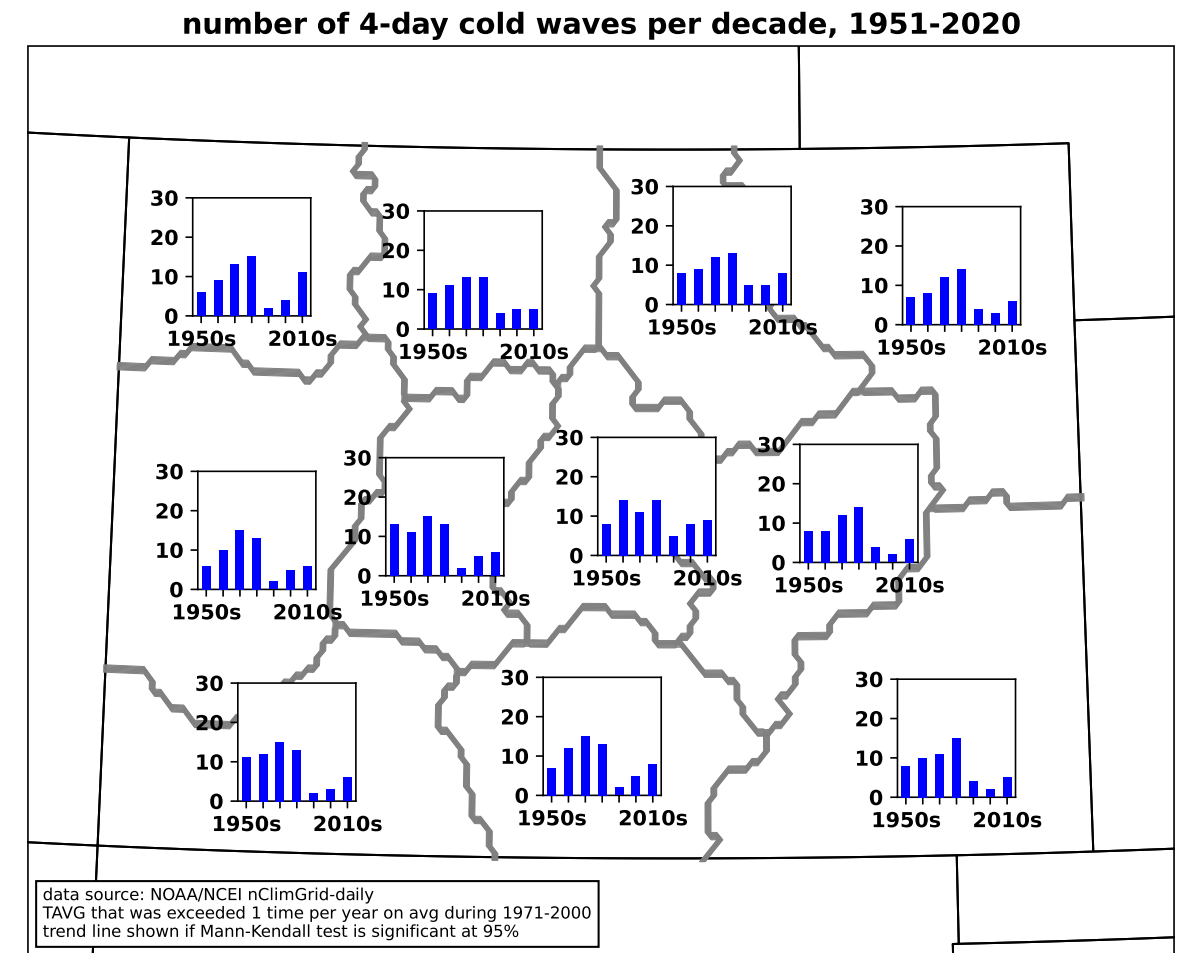 number of 4-day cold waves per decade, 1951-2020
30
20
10
0
1950s 2010s
30
20
10
0
1950s 2010s
30
20
10
0
1950s 2010s
30
20
10
0
1950s 2010s
30
20
10
0
1950s 2010s
30
20
10
0
1950s 2010s
30
20
10
0
1950s 2010s
30
20
10
0
1950s 2010s
30
20
10
0
1950s 2010s
30
20
10
0
1950s 2010s
30
20
10
0
1950s 2010s
data source: NOAA/NCEI nClimGrid-daily
TAVG that was exceeded 1 time per year on avg during 1971-2000
trend line shown if Mann-Kendall test is significant at 95%